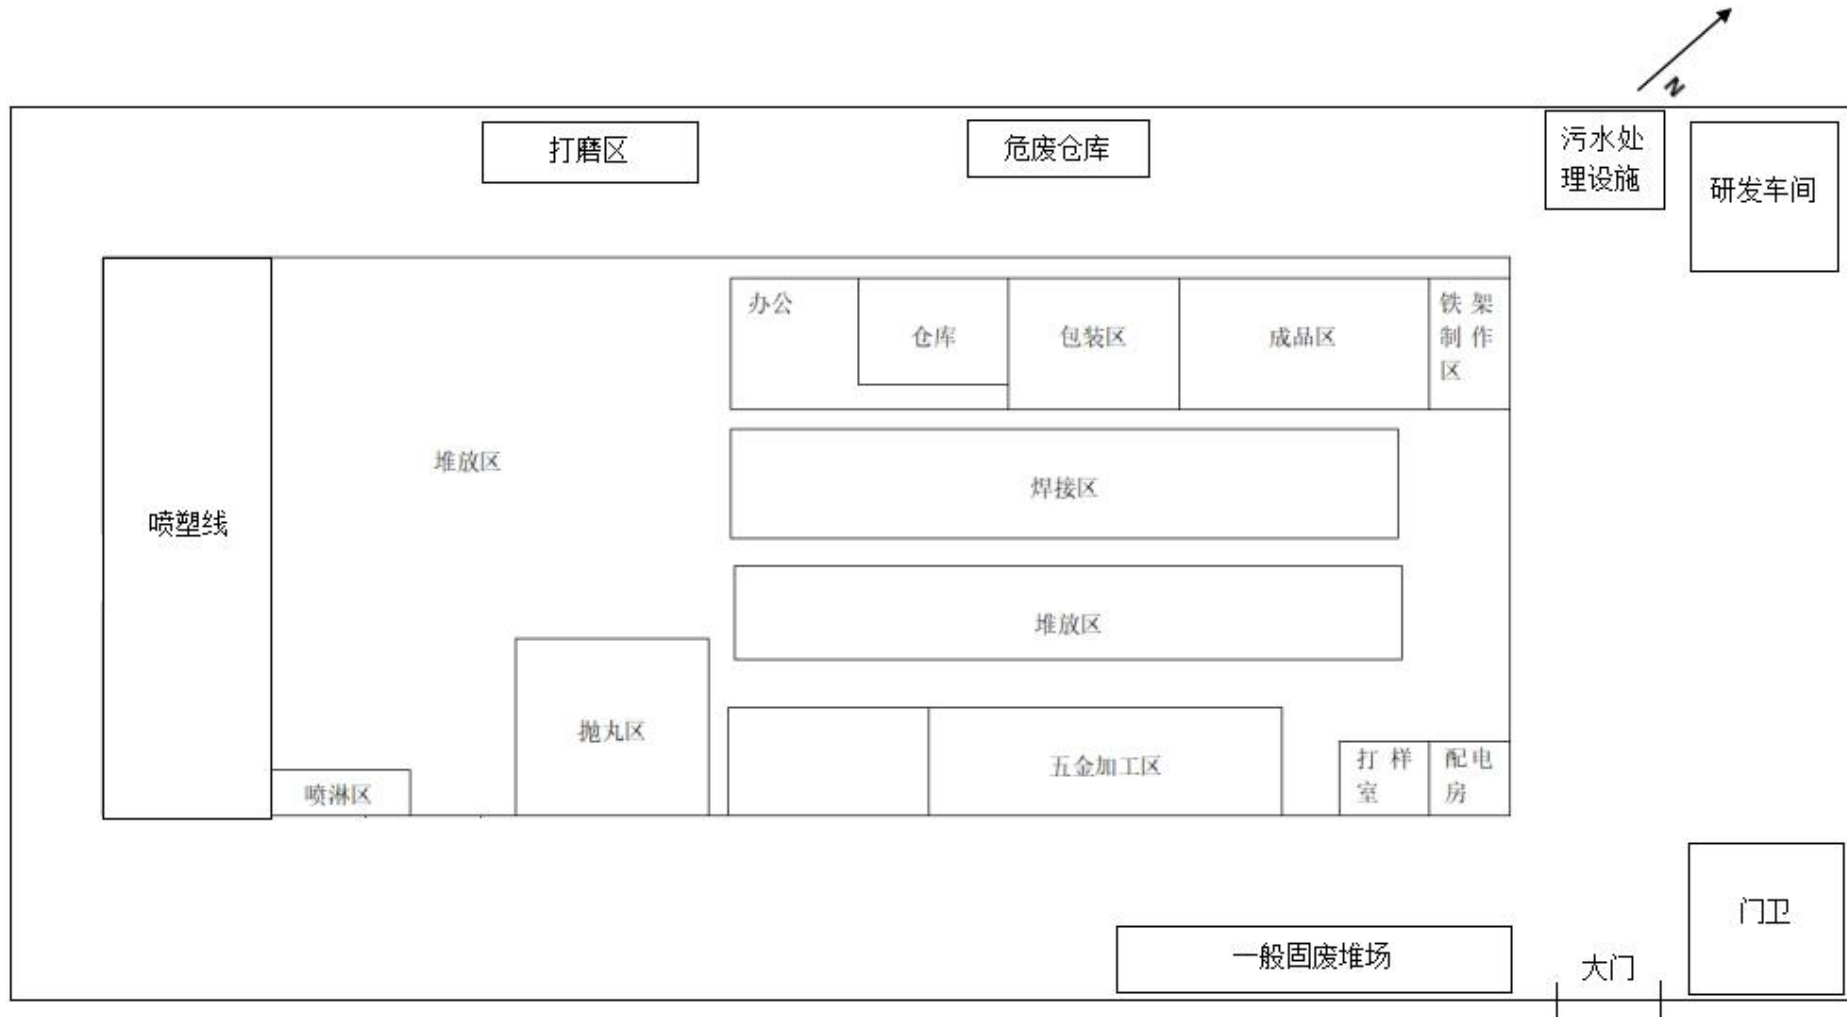 N
打磨区
危废仓库
污水处
理设施
研发车间
办公
仓库
包装区
成品区
铁架
制作
区
堆放区
焊接区
喷塑线
堆放区
抛丸区
五金加工区
打样
室
配电
房
喷淋区
门卫
一般固废堆场
大门